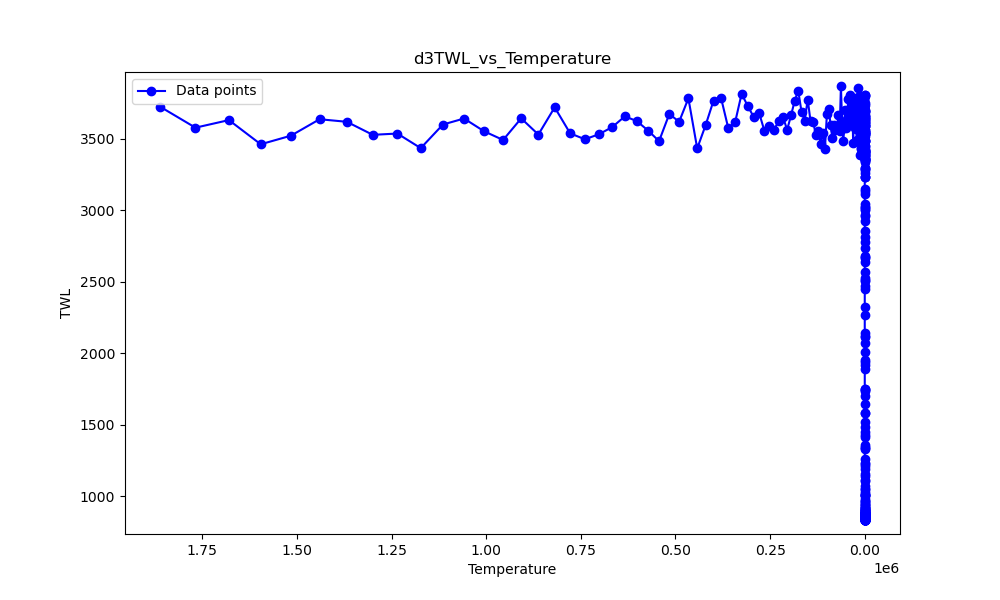 d3TWL_vs_Temperature
Data points
3500
3000
2500
2000
1500
1000
TWL
1.75 1.50 1.25 1.00 0.75 0.50 0.25 0.00
1e6
Temperature